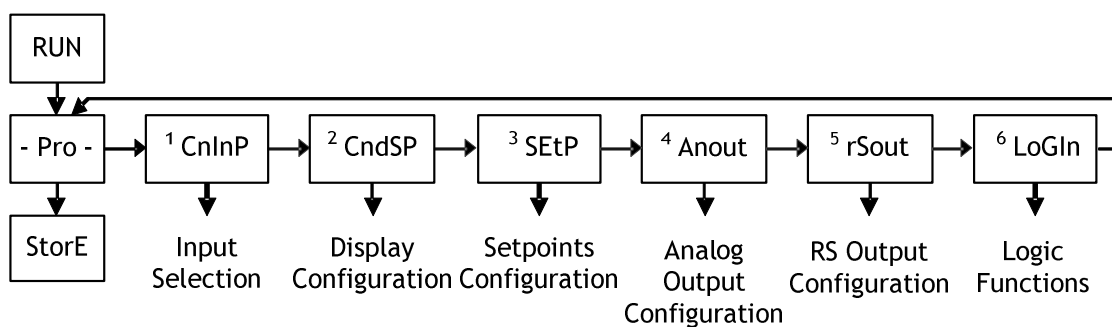 RUN
- Pro -
1 CnInP
2 CndSP
3 SEtP
4 Anout
5 rSout
6 LoGIn
StorE
Input
Selection
Display
Configuration
Setpoints
Configuration
Analog
Output
Configuration
RS Output
Configuration
Logic
Functions